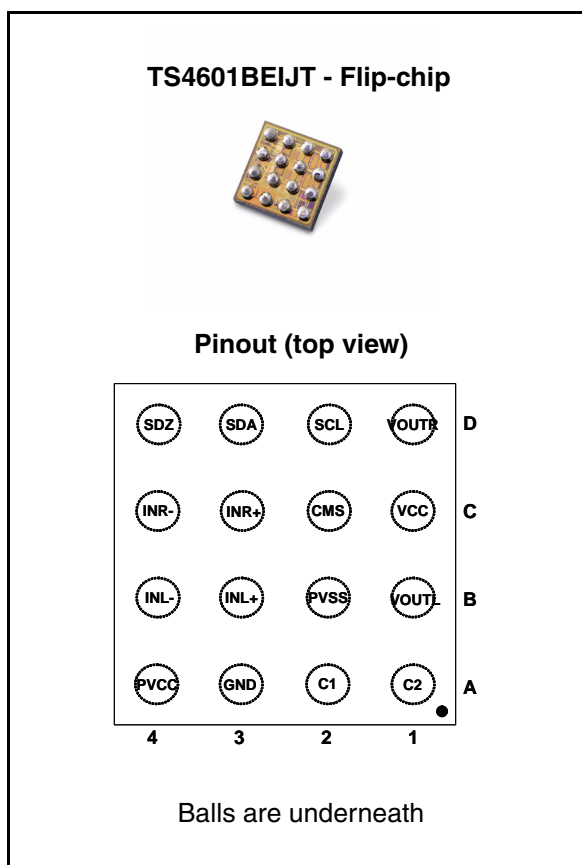 TS4601BEIJT - Flip-chip
Pinout (top view)
SDZ SDA SCL VOUTR D
INR- INR+ CMS VCC C
INL- INL+ PVSS VOUTL B
PVCC GND C1 C2 A
4 3 2 1
Balls are underneath